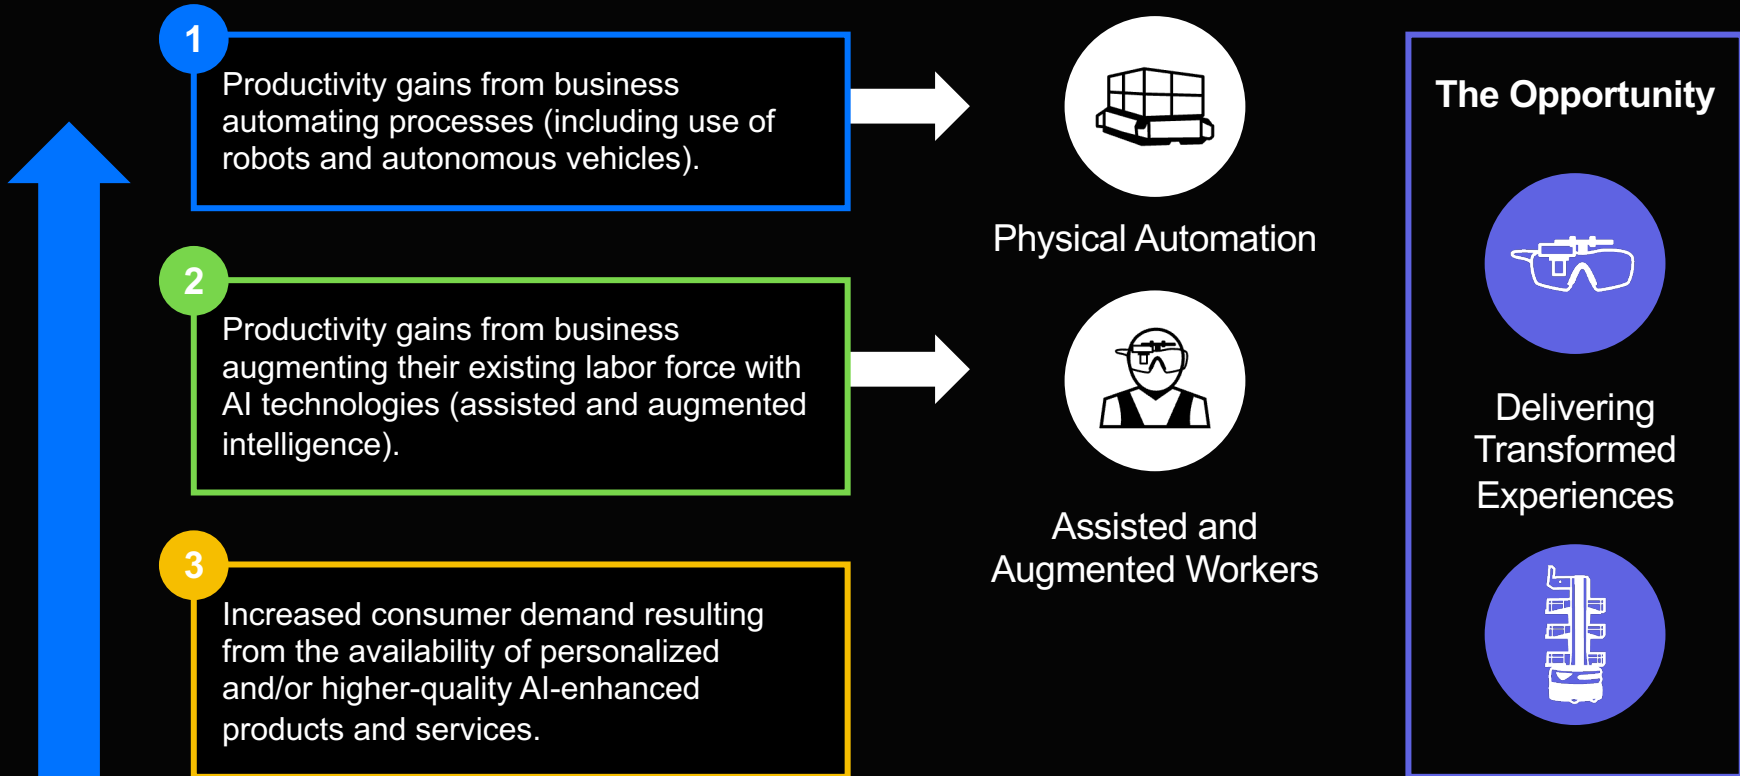 1
Productivity gains from business
automating processes (including use of
robots and autonomous vehicles).
Physical Automation
2
Productivity gains from business
augmenting their existing labor force with
AI technologies (assisted and augmented
intelligence).
Assisted and
Augmented Workers
3
Increased consumer demand resulting
from the availability of personalized
and/or higher-quality AI-enhanced
products and services.
The Opportunity
Delivering
Transformed
Experiences